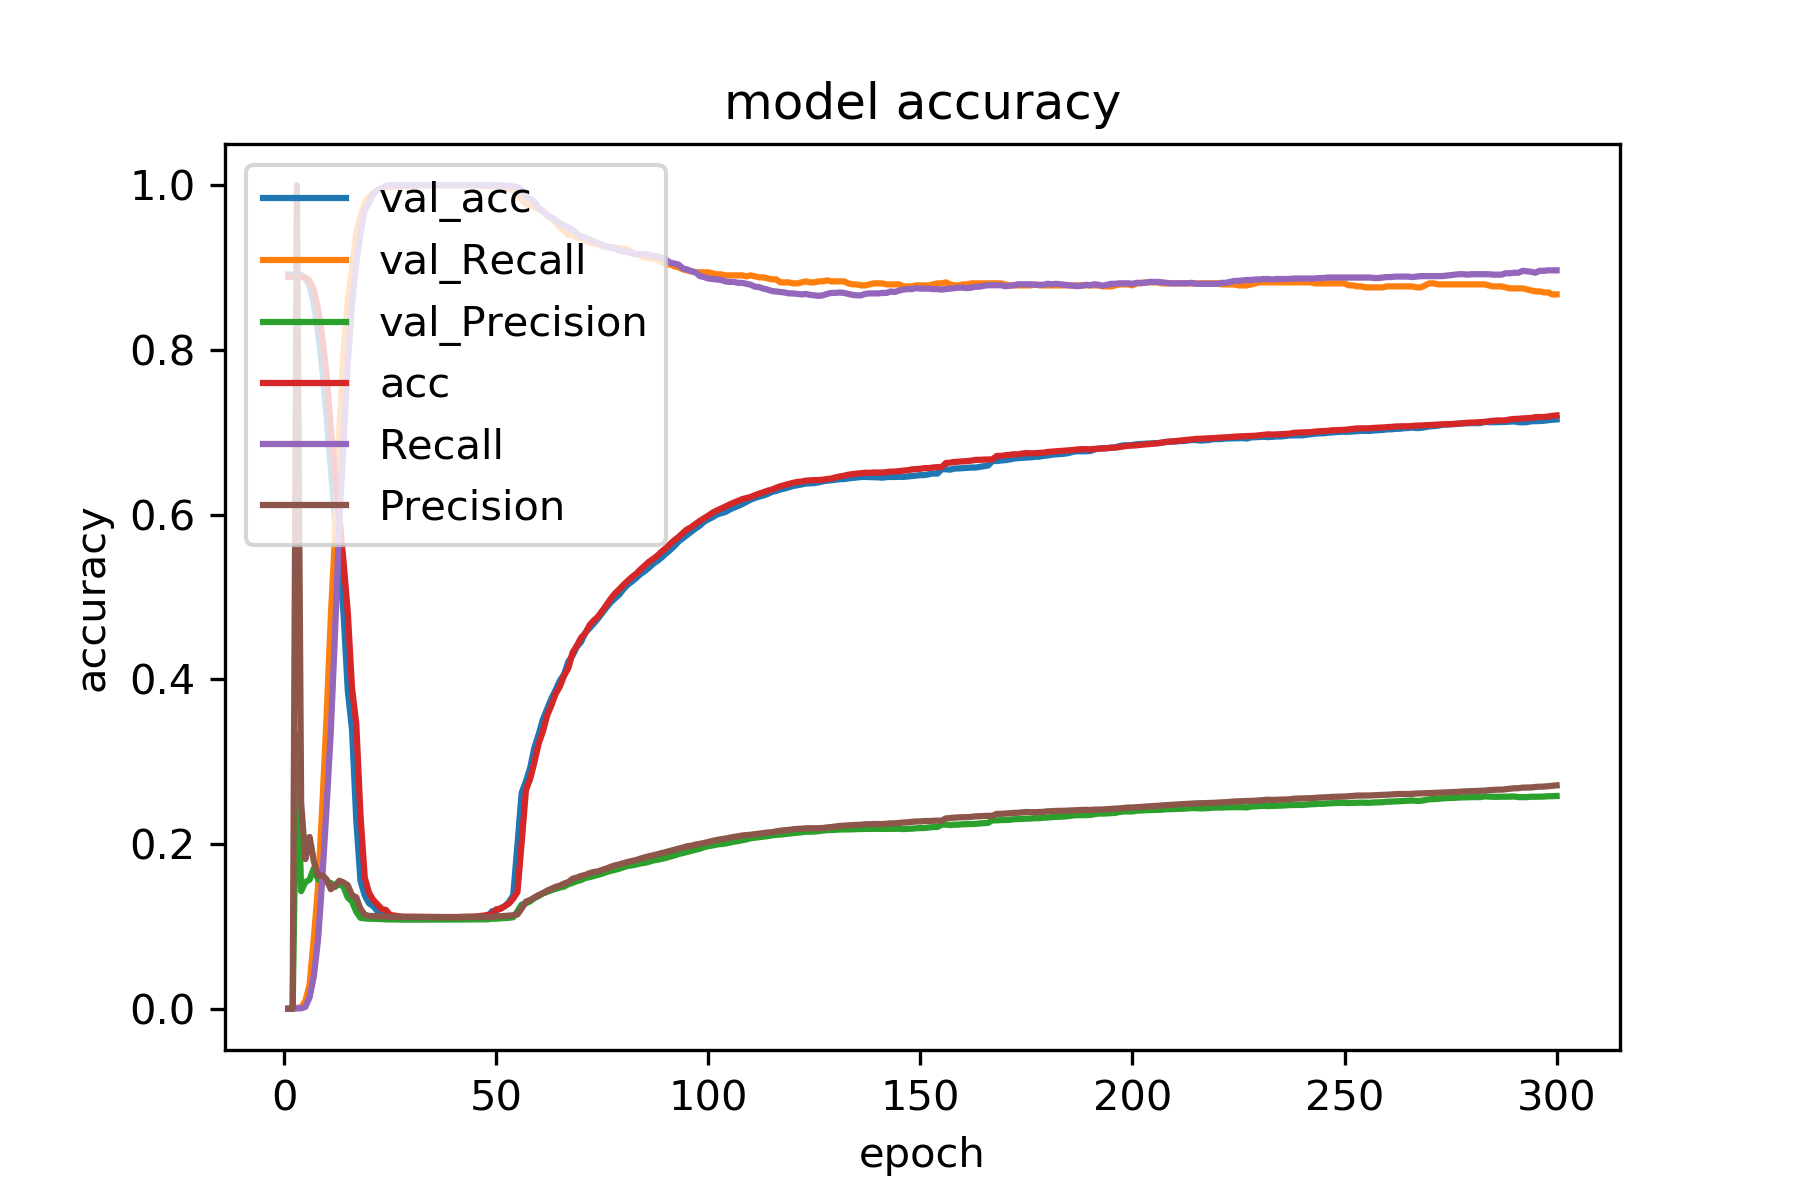 model accuracy
val_acc
val_Recall
val_Precision
acc
Recall
Precision
accuracy
1.0
0.8
0.6
0.4
0.2
0.0
0 50 100 150 200 250 300
epoch